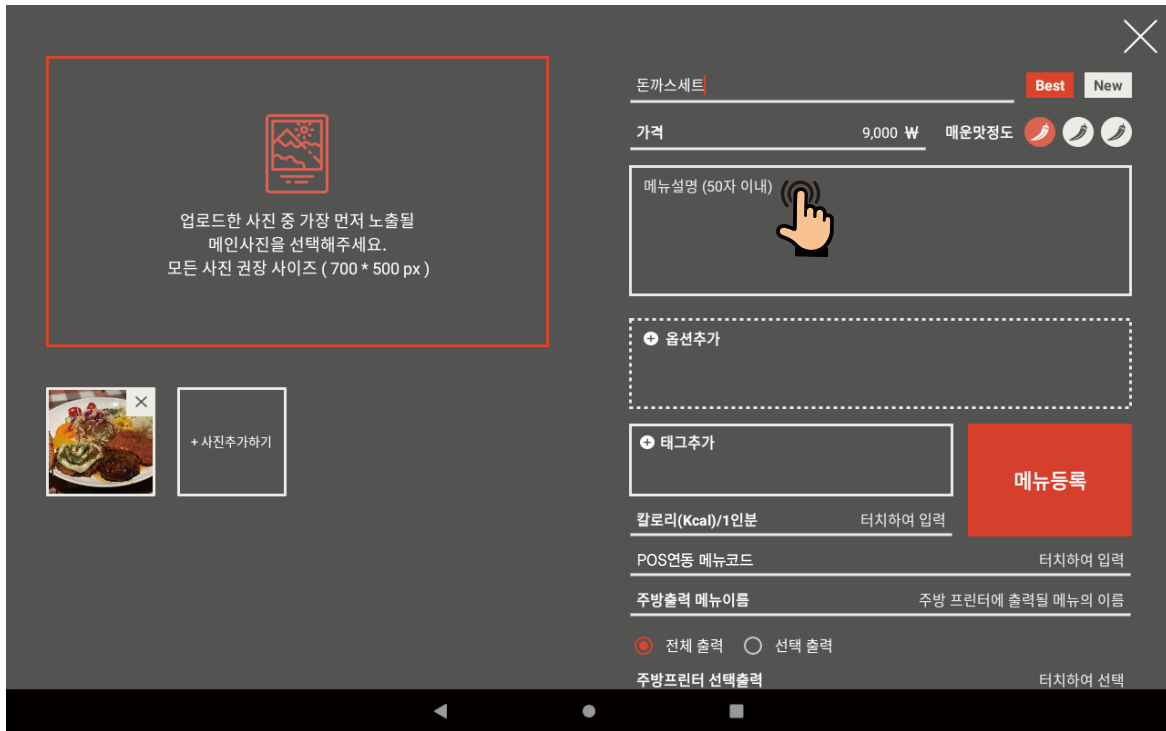 업로드한 사진 중 가장 먼저 노출될
메인사진을 선택해주세요.
모든 사진 권장 사이즈 ( 700 * 500 px )
+ 사진추가하기
돈까스세트
Best
New
가격
9,000 ₩
매운맛정도
메뉴설명 (50자 이내)
옵션추가
태그추가
메뉴등록
칼로리(Kcal)/1인분
터치하여 입력
POS연동 메뉴코드
터치하여 입력
주방출력 메뉴이름
주방 프린터에 출력될 메뉴의 이름
전체 출력
선택 출력
주방프린터 선택출력
터치하여 선택